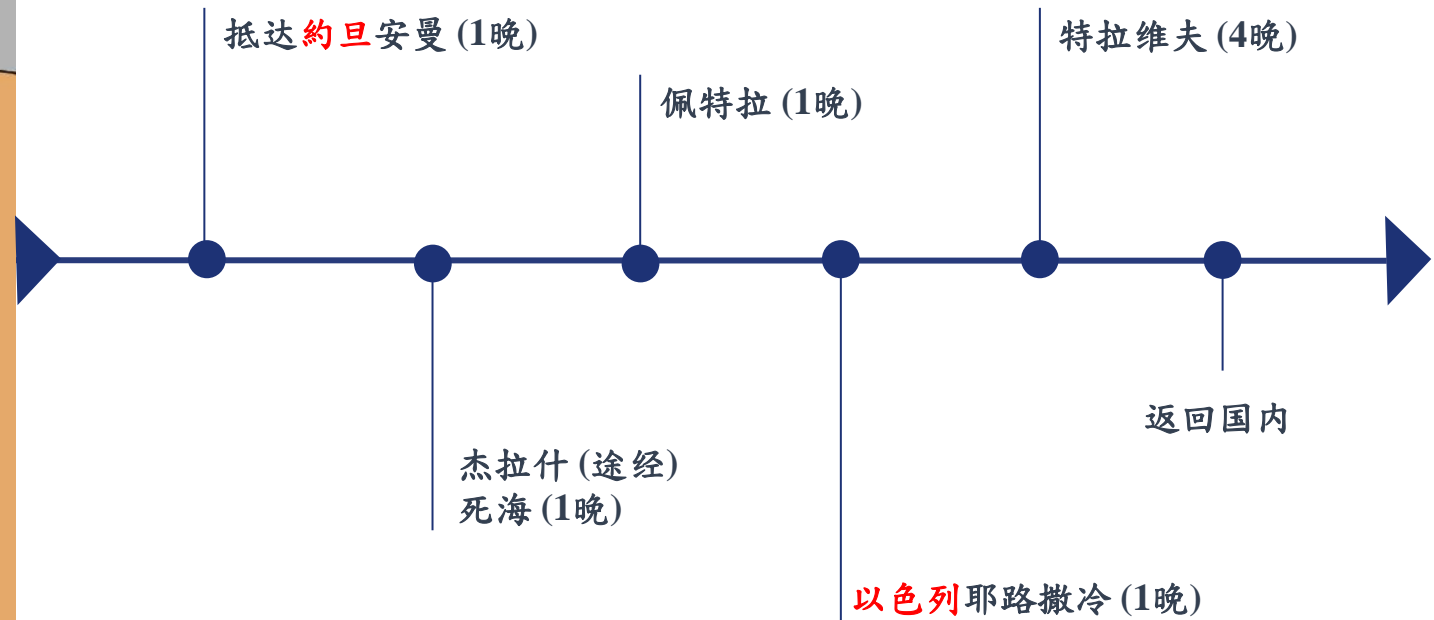 抵达約旦安曼 (1晚)
杰拉什 (途经)
死海 (1晚)
佩特拉 (1晚)
以色列耶路撒冷 (1晚)
特拉维夫 (4晚)
返回国内